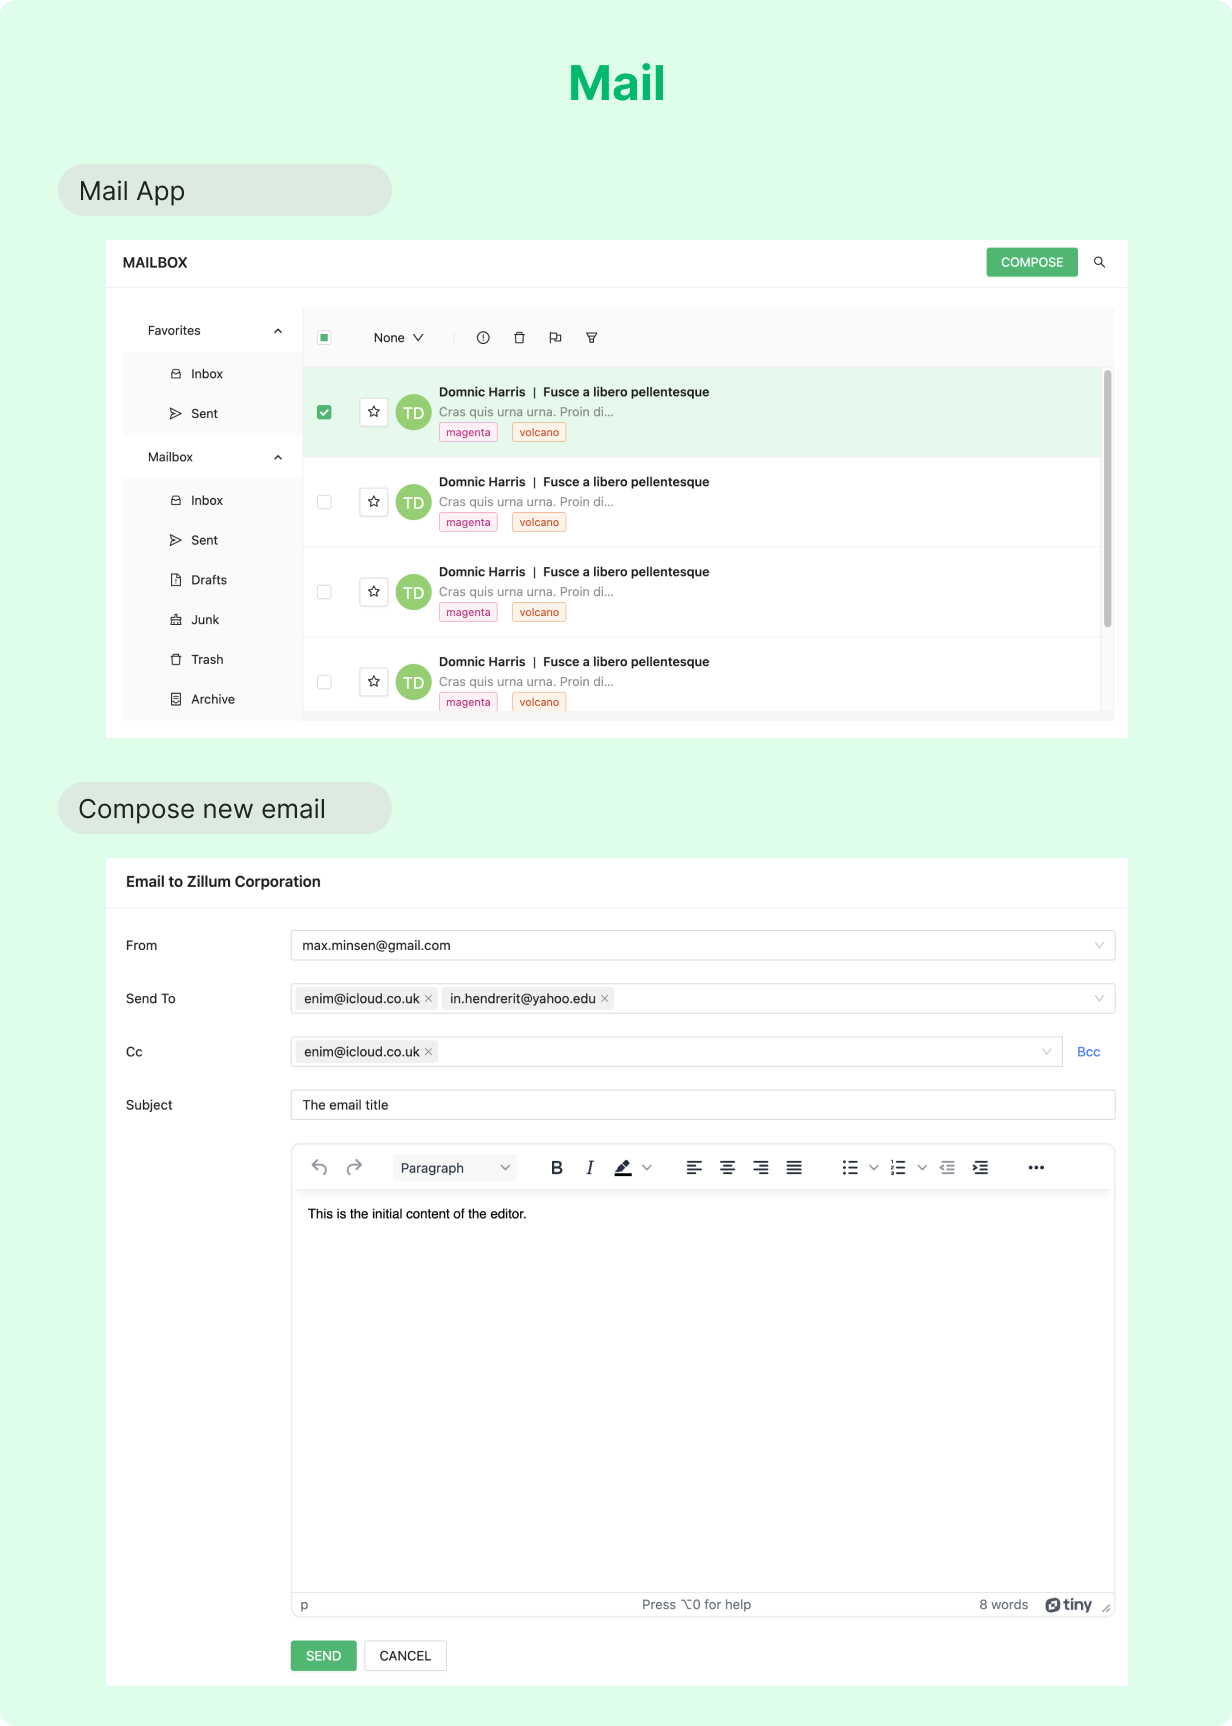 Mail
Mail App
MAILBOX
COMPOSE
Favorites
Inbox
Sent
Mailbox
Inbox
Sent
Drafts
Junk
Trash
Archive
None
Domnic Harris | Fusce a libero pellentesque
TD
Cras quis urna urna. Proin di...
magenta volcano
Domnic Harris | Fusce a libero pellentesque
TD
Cras quis urna urna. Proin di...
magenta volcano
Domnic Harris | Fusce a libero pellentesque
TD
Cras quis urna urna. Proin di...
magenta volcano
Domnic Harris | Fusce a libero pellentesque
TD
Cras quis urna urna. Proin di...
magenta volcano
Compose new email
Email to Zillum Corporation
From max.minsen@gmail.com
Send To enim@icloud.co.uk × in.hendrerit@yahoo.edu ×
Cc enim@icloud.co.uk × Bcc
Subject The email title
Paragraph B I
This is the initial content of the editor.
p Press ⌥0 for help 8 words tiny
SEND CANCEL